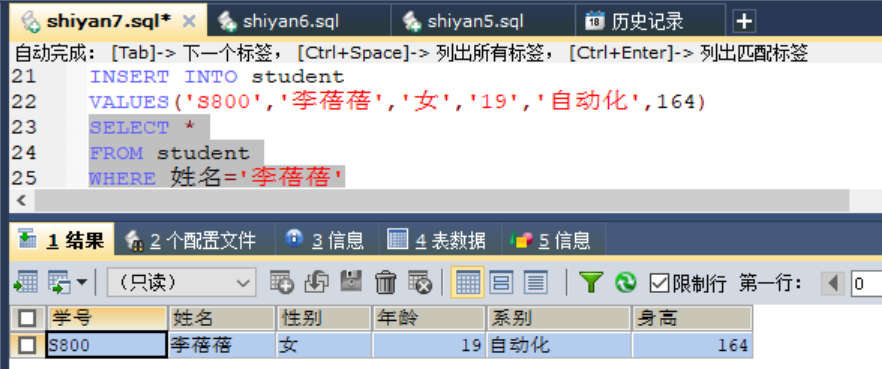 shiyan7.sql* × shiyan6.sql shiyan5.sql 18 历史记录 +
自动完成: [Tab]-> 下一个标签, [Ctrl+Space]-> 列出所有标签, [Ctrl+Enter]-> 列出匹配标签
21 INSERT INTO student
22 VALUES('S800','李蓓蓓','女','19','自动化',164)
23 SELECT *
24 FROM student
25 WHERE 姓名='李蓓蓓'
1 结果 2 个配置文件 3 信息 4 表数据 5 信息
(只读) 限制行 第一行: 0
学号 姓名 性别 年龄 系别 身高
S800 李蓓蓓 女 19 自动化 164